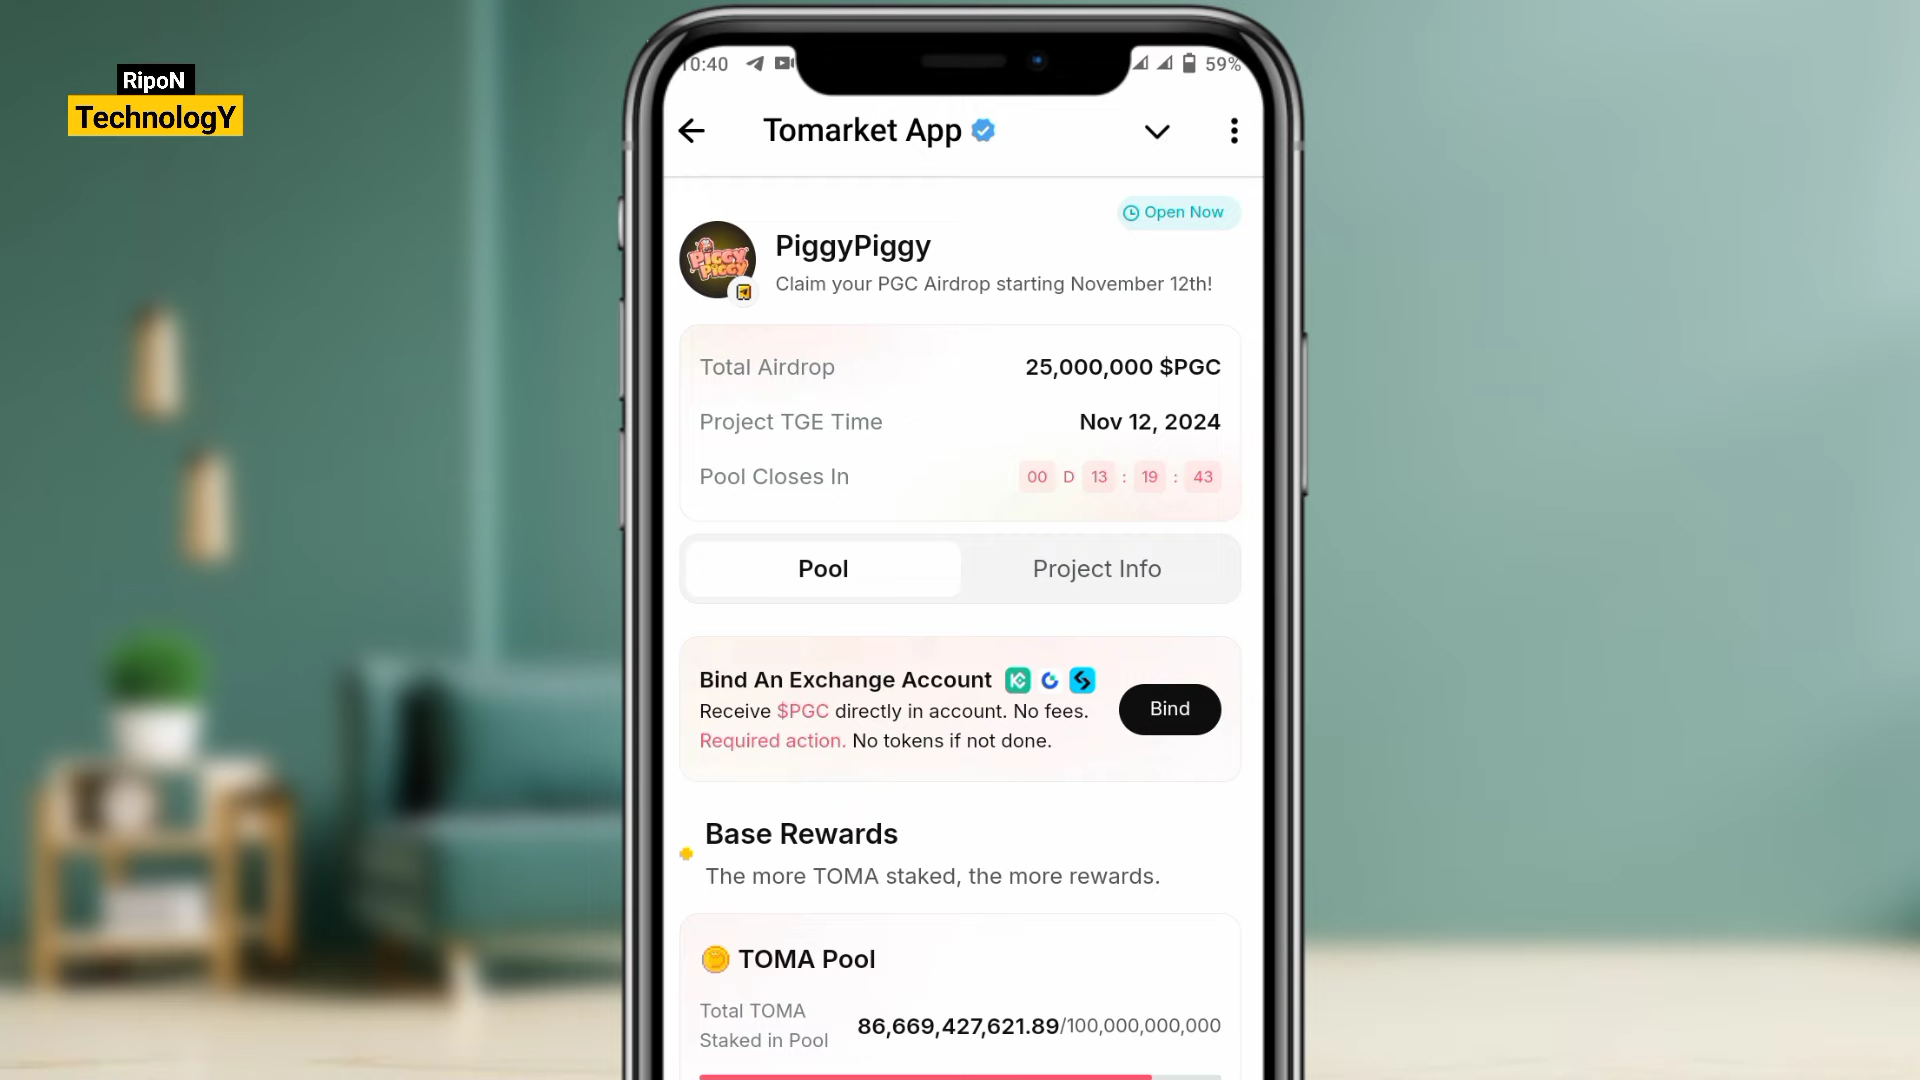 RipoN
TechnologY
10:40
59%
Tomarket App
Open Now
PIGGY
PIGGY
PiggyPiggy
Claim your PGC Airdrop starting November 12th!
Total Airdrop 25,000,000 $PGC
Project TGE Time Nov 12, 2024
Pool Closes In 00 D 13 : 19 : 43
Pool
Project Info
Bind An Exchange Account
Receive $PGC directly in account. No fees.
Required action. No tokens if not done.
Bind
Base Rewards
The more TOMA staked, the more rewards.
TOMA Pool
Total TOMA
Staked in Pool
86,669,427,621.89/100,000,000,000